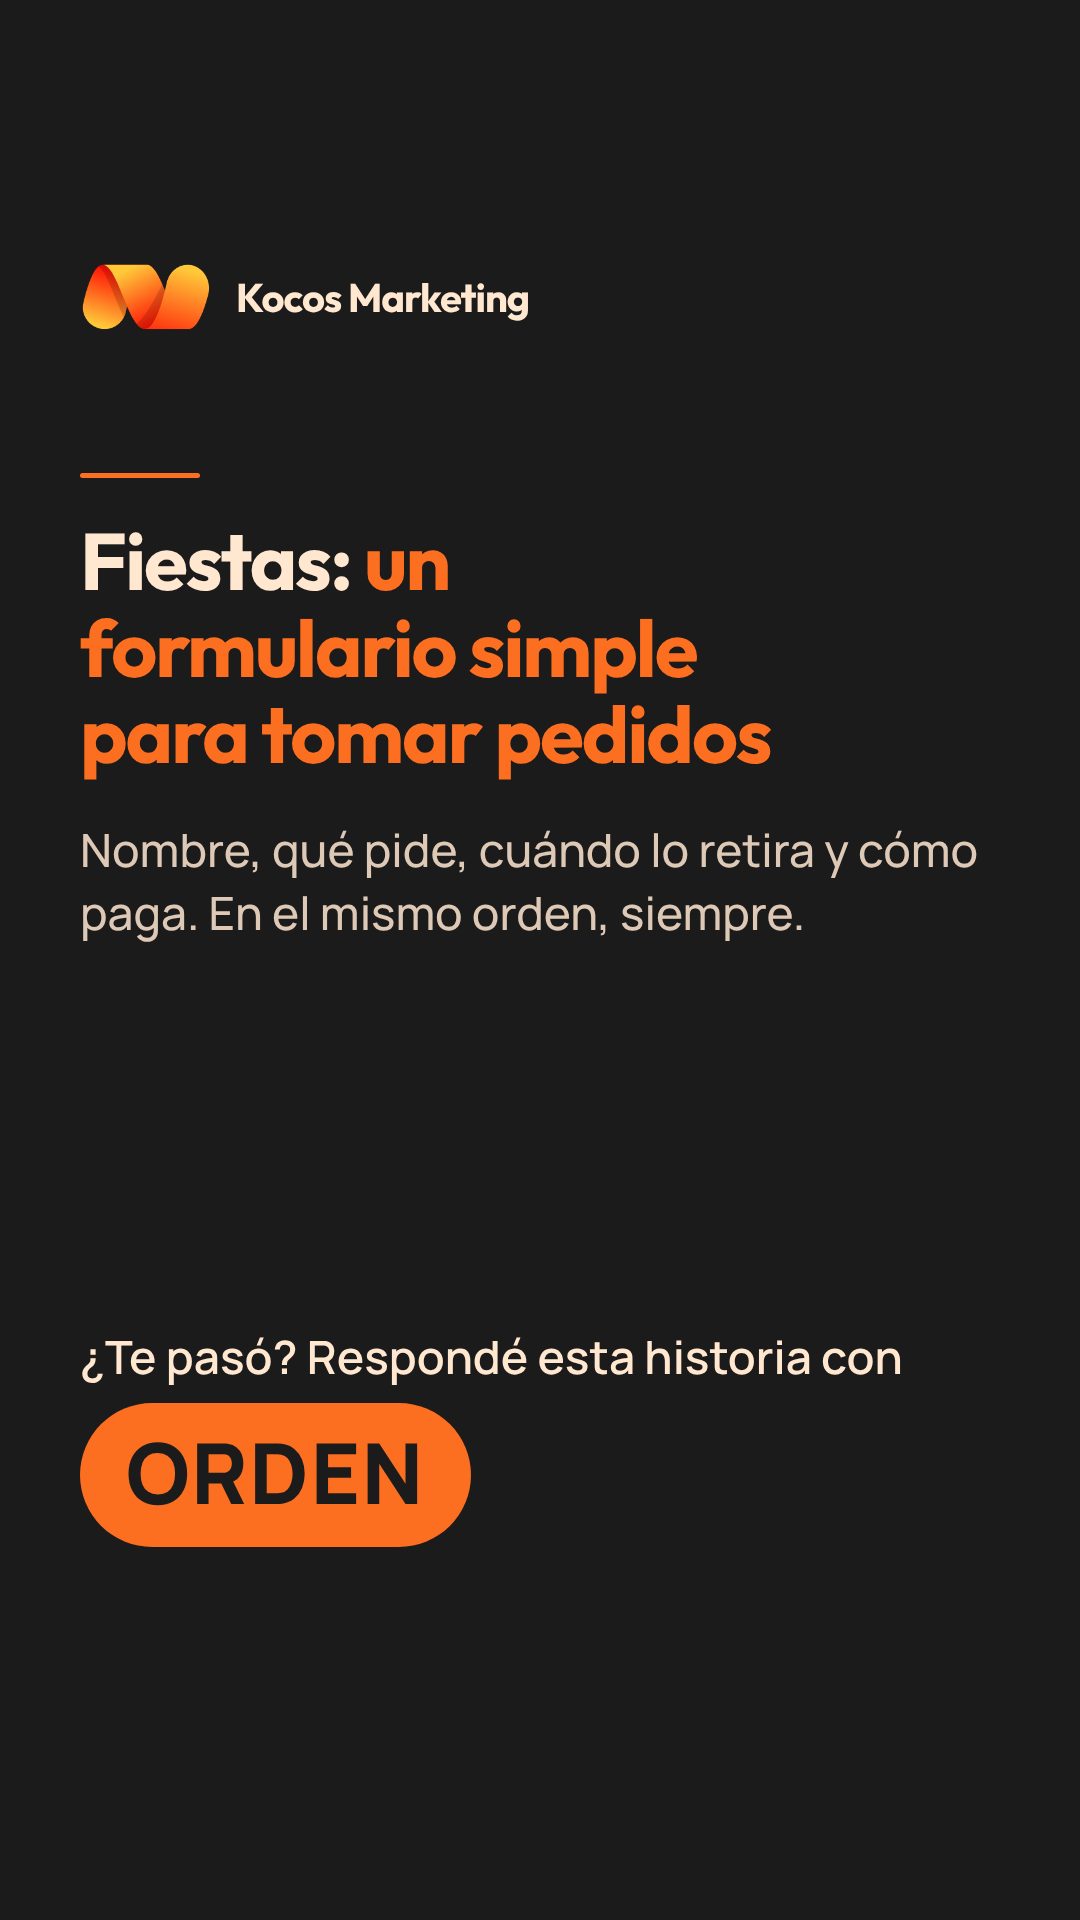 Kocos Marketing
Fiestas: un
formulario simple
para tomar pedidos
Nombre, qué pide, cuándo lo retira y cómo
paga. En el mismo orden, siempre.
¿Te pasó? Respondé esta historia con
ORDEN